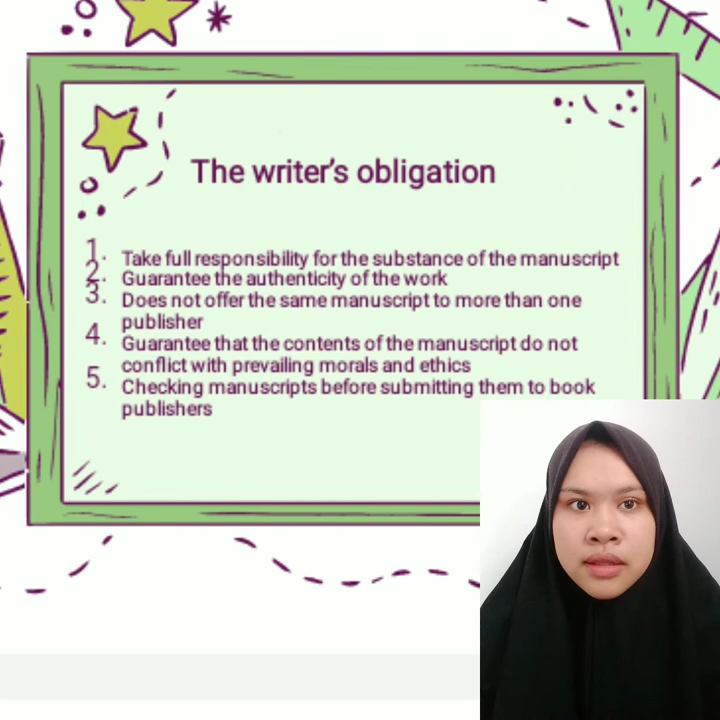 The writer's obligation
1. Take full responsibility for the substance of the manuscript
2. Guarantee the authenticity of the work
3. Does not offer the same manuscript to more than one
publisher
4. Guarantee that the contents of the manuscript do not
conflict with prevailing morals and ethics
5. Checking manuscripts before submitting them to book
publishers